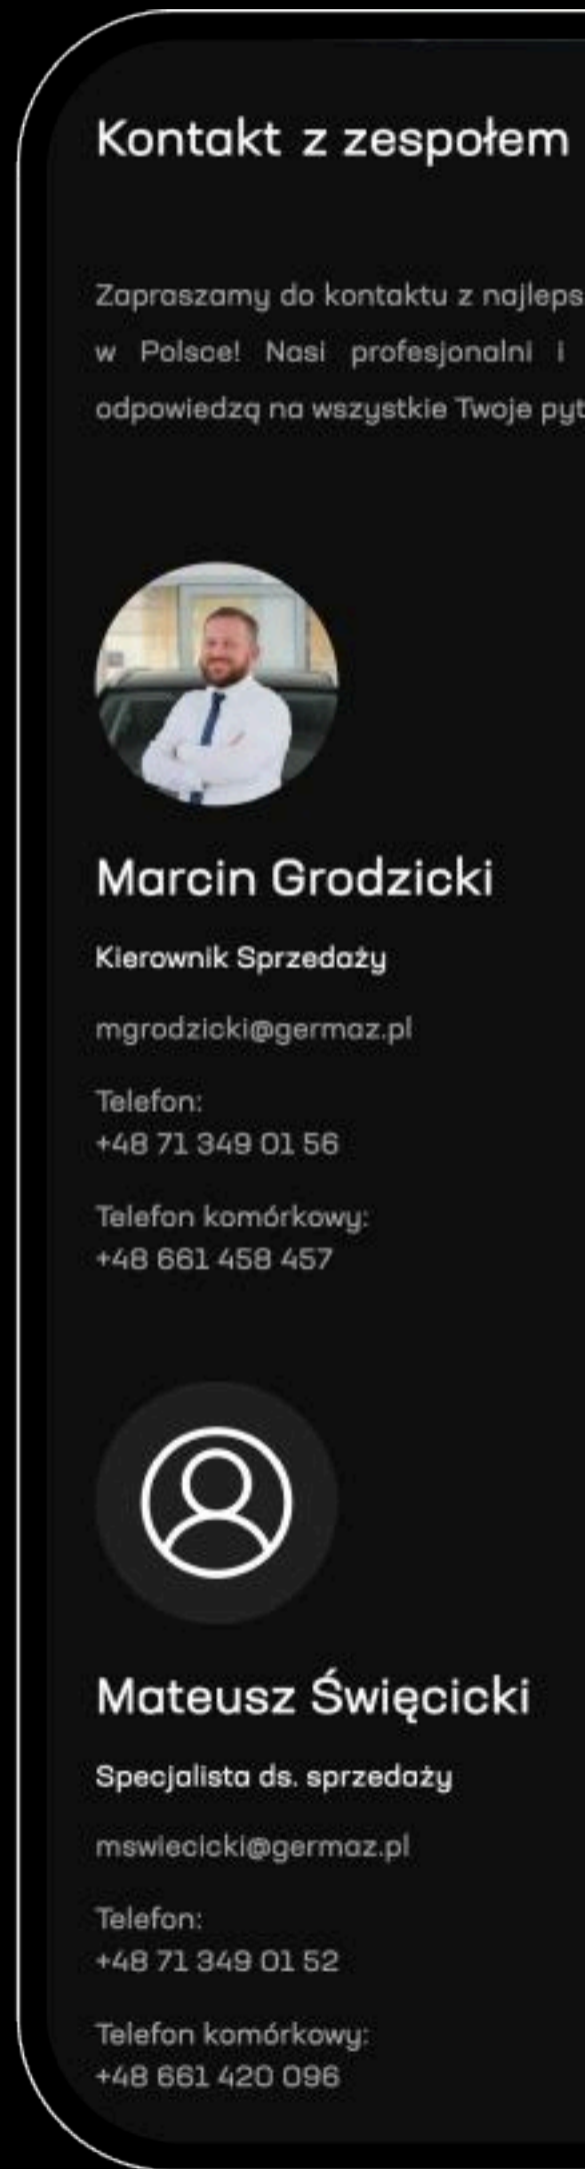 Kontakt z zespołem
Zapraszamy do kontaktu z najleps
w Polsce! Nasi profesjonalni i
odpowiedzą na wszystkie Twoje pyt
Marcin Grodzicki
Kierownik Sprzedaży
mgrodzicki@germaz.pl
Telefon:
+48 71 349 01 56
Telefon komórkowy:
+48 661 458 457
Mateusz Święcicki
Specjalista ds. sprzedaży
mswiecicki@germaz.pl
Telefon:
+48 71 349 01 52
Telefon komórkowy:
+48 661 420 096